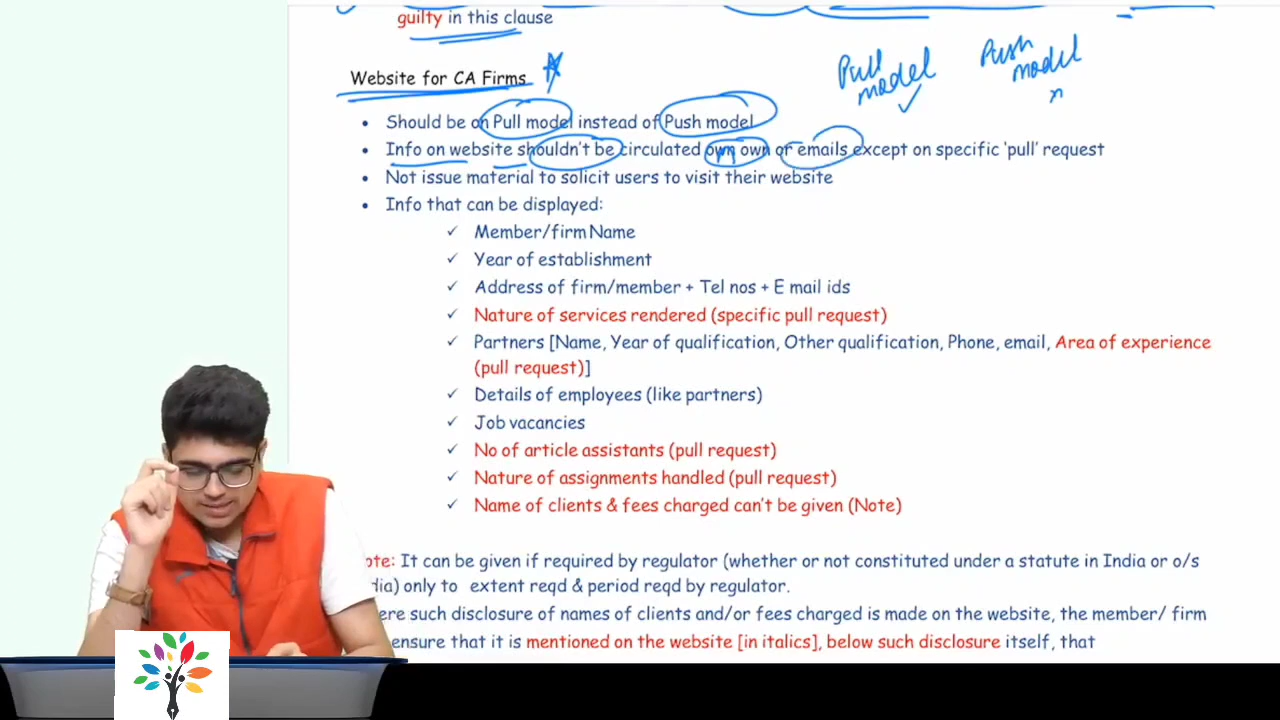 guilty in this clause
Pull model
Push model
Website for CA Firms
Should be on Pull model instead of Push model
Info on website shouldn't be circulated own own or emails except on specific 'pull' request
Not issue material to solicit users to visit their website
Info that can be displayed:
Member/firm Name
Year of establishment
Address of firm/member + Tel nos + E mail ids
Nature of services rendered (specific pull request)
Partners [Name, Year of qualification, Other qualification, Phone, email, Area of experience
(pull request)]
Details of employees (like partners)
Job vacancies
No of article assistants (pull request)
Nature of assignments handled (pull request)
Name of clients & fees charged can't be given (Note)
ote: It can be given if required by regulator (whether or not constituted under a statute in India or o/s
dia) only to extent reqd & period reqd by regulator.
ere such disclosure of names of clients and/or fees charged is made on the website, the member/ firm
ensure that it is mentioned on the website [in italics], below such disclosure itself, that